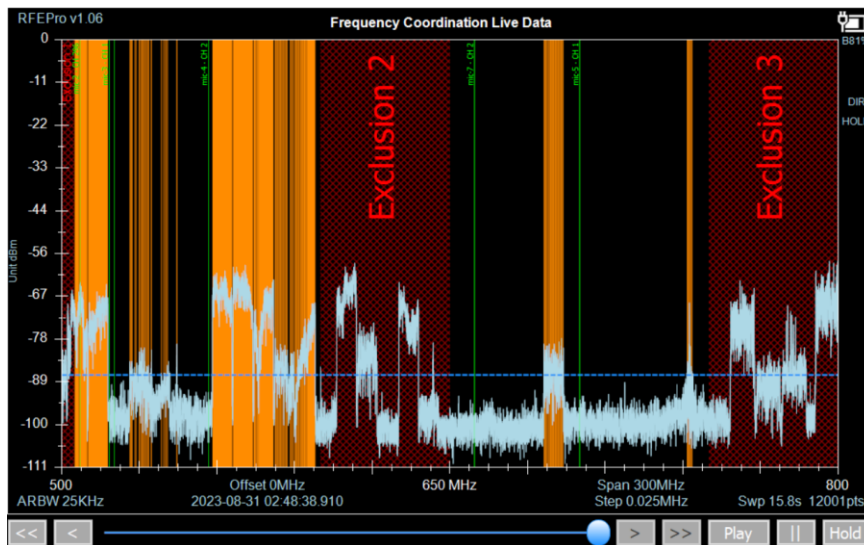 RFEPro v1.06
Frequency Coordination Live Data
B81%
DIR
HOLD
0
-11
-22
-33
-44
-56
-67
-78
-89
-100
-111
Unit dBm
mic-4 - CH 2
Exclusion 2
mic-7 - CH 2
mic-5 - CH 1
Exclusion 3
500
Offset 0MHz
650 MHz
Span 300MHz
800
ARBW 25KHz
2023-08-31 02:48:38.910
Step 0.025MHz
Swp 15.8s 12001pts
<<
<
>
>>
Play
||
Hold